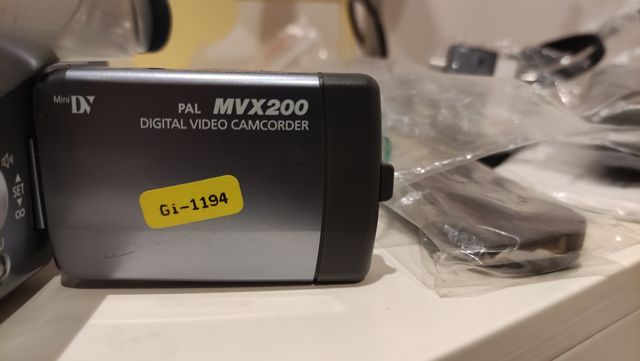 Mini DV
PAL MVX200
DIGITAL VIDEO CAMCORDER
Gi-1194
SET